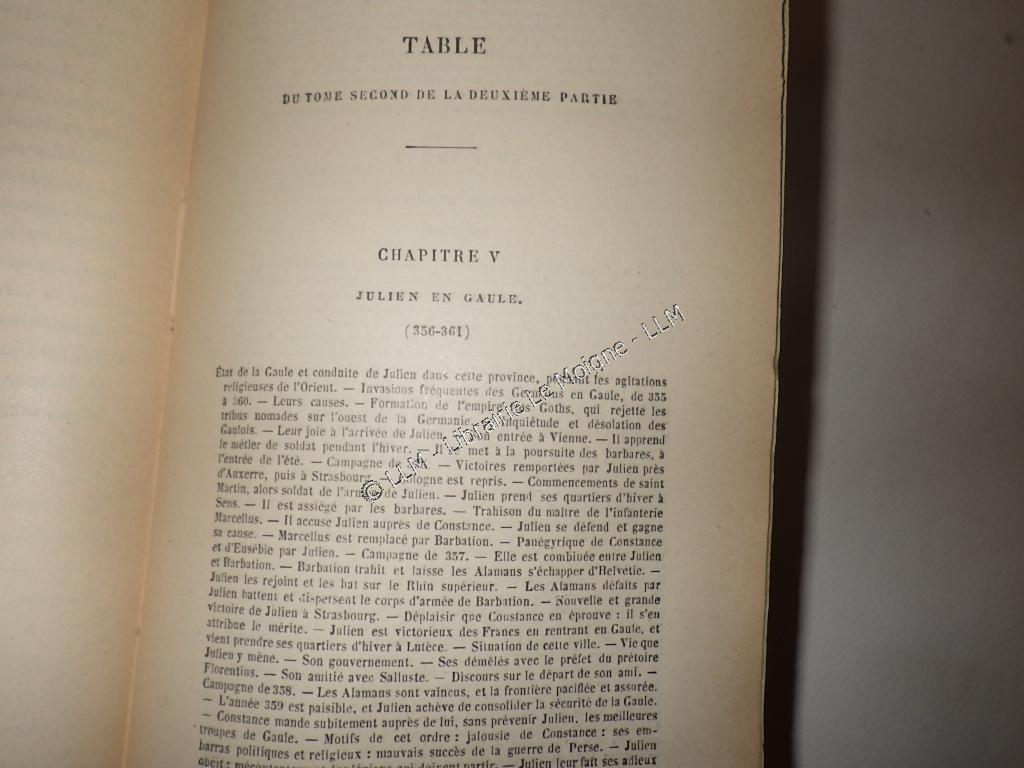 TABLE
DU TOME SECOND DE LA DEUXIÈME PARTIE
CHAPITRE V
JULIEN EN GAULE.
(356-361)
État de la Gaule et conduite de Julien dans cette province, pendant les agitations
religieuses de l'Orient. — Invasions fréquentes des Germains en Gaule, de 355
à 360. — Leurs causes. — Formation de l'empire des Goths, qui rejette les
tribus nomades sur l'ouest de la Germanie. — Inquiétude et désolation des
Gaulois. — Leur joie à l'arrivée de Julien. — Son entrée à Vienne. — Il apprend
le métier de soldat pendant l'hiver. — Il se met à la poursuite des barbares, à
l'entrée de l'été. — Campagne de — Victoires remportées par Julien près
d'Auxerre, puis à Strasbourg. — Cologne est repris. — Commencements de saint
Martin, alors soldat de l'armée de Julien. — Julien prend ses quartiers d'hiver à
Sens. — Il est assiégé par les barbares. — Trahison du maître de l'infanterie
Marcellus. — Il accuse Julien auprès de Constance. — Julien se défend et gagne
sa cause. — Marcellus est remplacé par Barbation. — Panégyrique de Constance
et d'Eusébie par Julien. — Campagne de 357. — Elle est combinée entre Julien
et Barbation. — Barbation trahit et laisse les Alamans s'échapper d'Helvétie. —
Julien les rejoint et les bat sur le Rhin supérieur. — Les Alamans défaits par
Julien battent et dispersent le corps d'armée de Barbation. — Nouvelle et grande
victoire de Julien à Strasbourg. — Déplaisir que Constance en éprouve : il s'en
attribue le mérite. — Julien est victorieux des Francs en rentrant en Gaule, et
vient prendre ses quartiers d'hiver à Lutèce. — Situation de cette ville. — Vie que
Julien y mène. — Son gouvernement. — Ses démêlés avec le préfet du prétoire
Florentius. — Son amitié avec Salluste. — Discours sur le départ de son ami. —
Campagne de 358. — Les Alamans sont vaincus, et la frontière pacifiée et assurée.
— L'année 359 est paisible, et Julien achève de consolider la sécurité de la Gaule.
— Constance mande subitement auprès de lui, sans prévenir Julien, les meilleures
troupes de Gaule. — Motifs de cet ordre : jalousie de Constance : ses em-
barras politiques et religieux : mauvais succès de la guerre de Perse. — Julien
obéit : des légions qui doivent partir. — Julien leur fait ses adieux
© LLM - Librairie Le Moigne - LLM